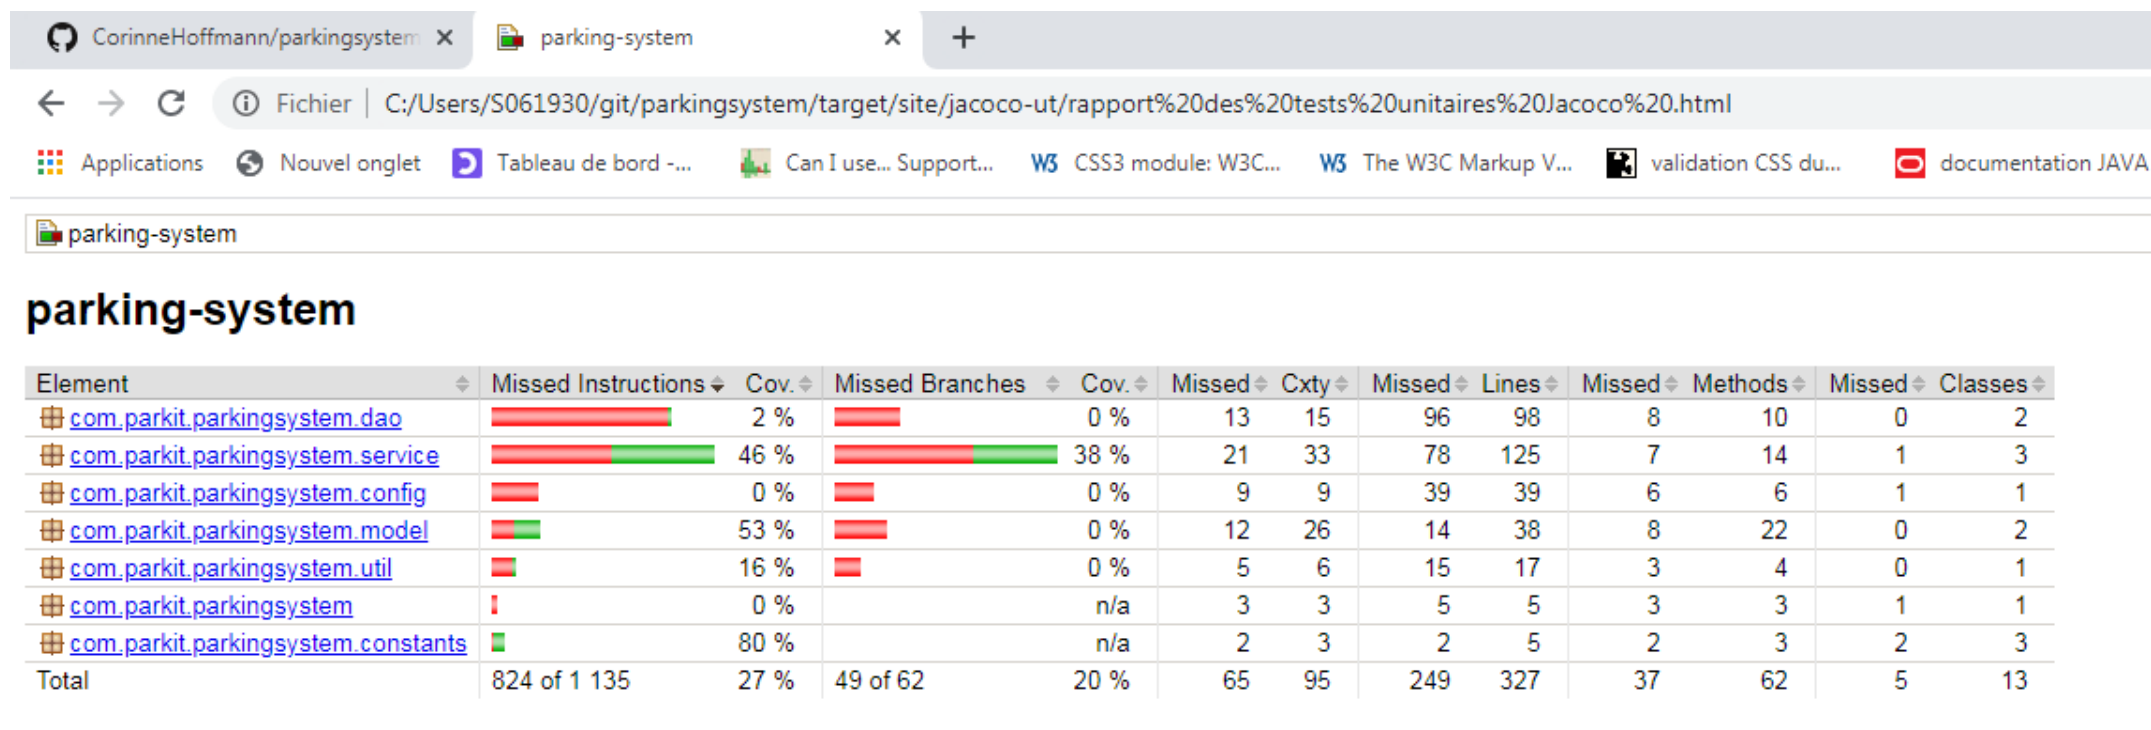 CorinneHoffmann/parkingsystem parking-system
Fichier C:/Users/S061930/git/parkingsystem/target/site/jacoco-ut/rapport%20des%20tests%20unitaires%20Jacoco%20.html
Applications Nouvel onglet Tableau de bord -... Can I use... Support... W3 CSS3 module: W3C... W3 The W3C Markup V... validation CSS du... documentation JAVA
parking-system
parking-system
Element Missed Instructions Cov. Missed Branches Cov. Missed Cxty Missed Lines Missed Methods Missed Classes
com.parkit.parkingsystem.dao 2 % 0 % 13 15 96 98 8 10 0 2
com.parkit.parkingsystem.service 46 % 38 % 21 33 78 125 7 14 1 3
com.parkit.parkingsystem.config 0 % 0 % 9 9 39 39 6 6 1 1
com.parkit.parkingsystem.model 53 % 0 % 12 26 14 38 8 22 0 2
com.parkit.parkingsystem.util 16 % 0 % 5 6 15 17 3 4 0 1
com.parkit.parkingsystem 0 % n/a 3 3 5 5 3 3 1 1
com.parkit.parkingsystem.constants 80 % n/a 2 3 2 5 2 3 2 3
Total 824 of 1 135 27 % 49 of 62 20 % 65 95 249 327 37 62 5 13